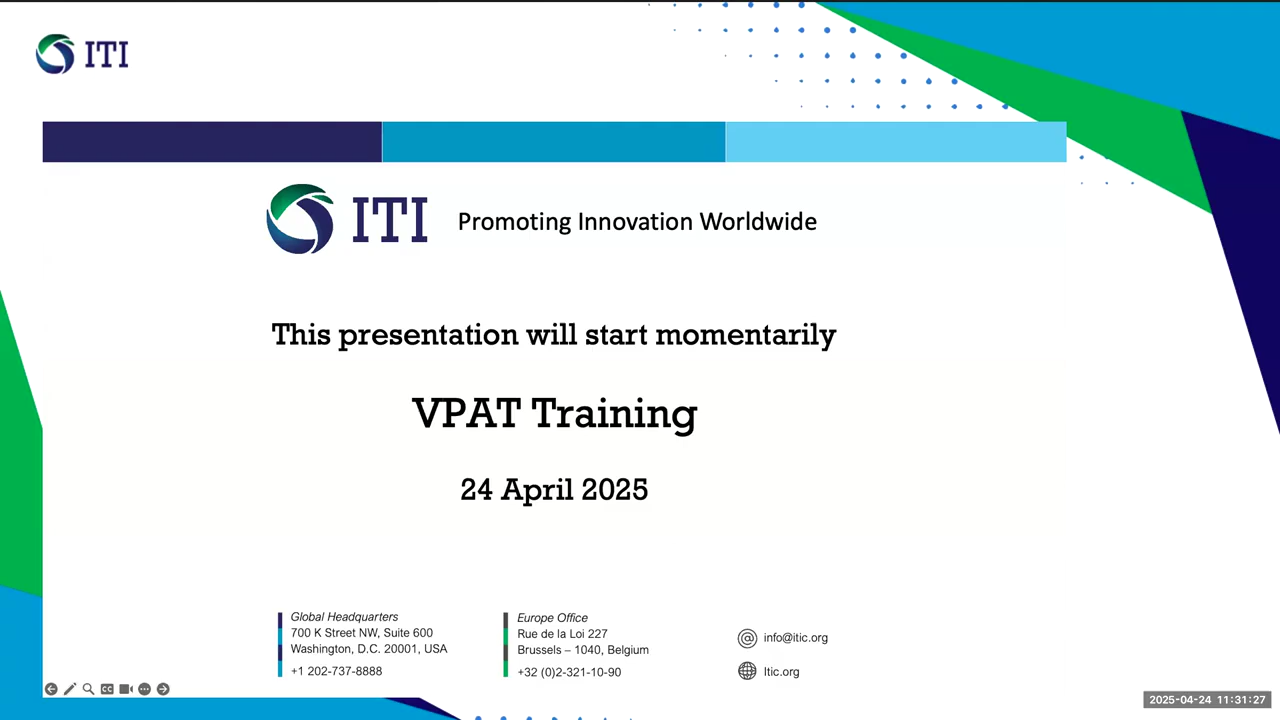 ITI
ITI
Promoting Innovation Worldwide
This presentation will start momentarily
VPAT Training
24 April 2025
Global Headquarters
700 K Street NW, Suite 600
Washington, D.C. 20001, USA
+1 202-737-8888
Europe Office
Rue de la Loi 227
Brussels – 1040, Belgium
+32 (0)2-321-10-90
info@itic.org
Itic.org
CC
2025-04-24 11:31:27